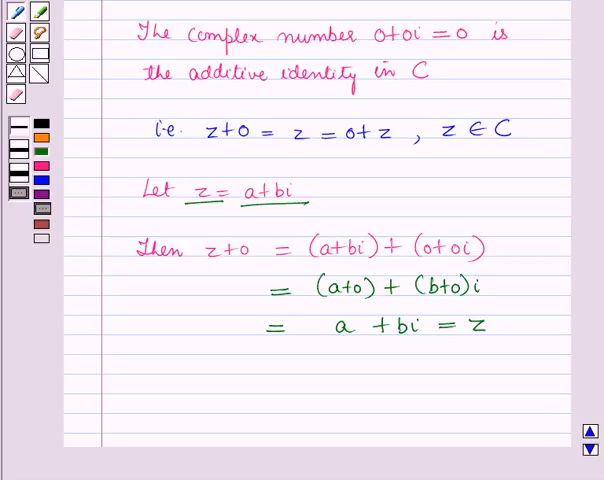 The complex number 0+0i = 0 is
the additive identity in C
i.e. z+0 = z = 0+z , z ∈ C
Let z = a+bi
Then z+0 = (a+bi) + (0+0i)
= (a+0) + (b+0)i
= a +bi = z